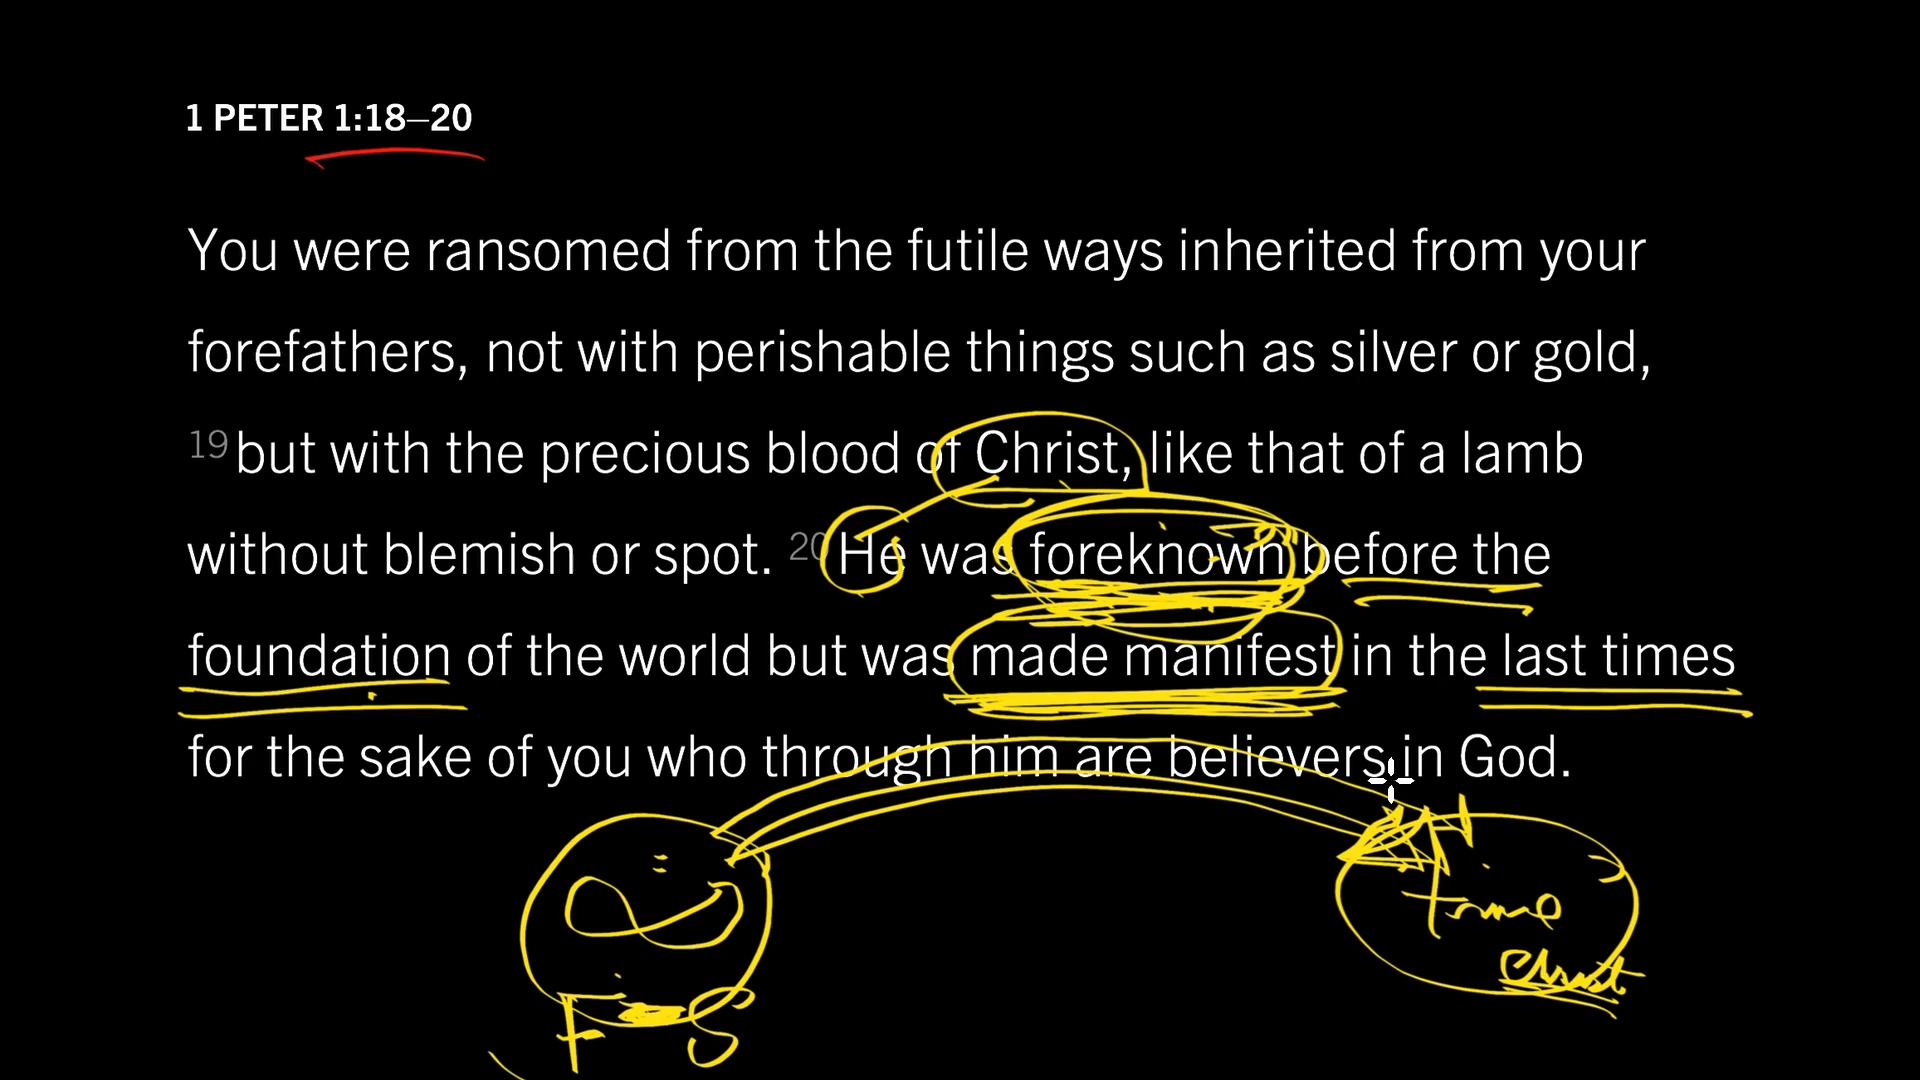 1 PETER 1:18–20
You were ransomed from the futile ways inherited from your
forefathers, not with perishable things such as silver or gold,
19 but with the precious blood of Christ, like that of a lamb
without blemish or spot. 20 He was foreknown before the
foundation of the world but was made manifest in the last times
for the sake of you who through him are believers in God.
time
Christ
F S